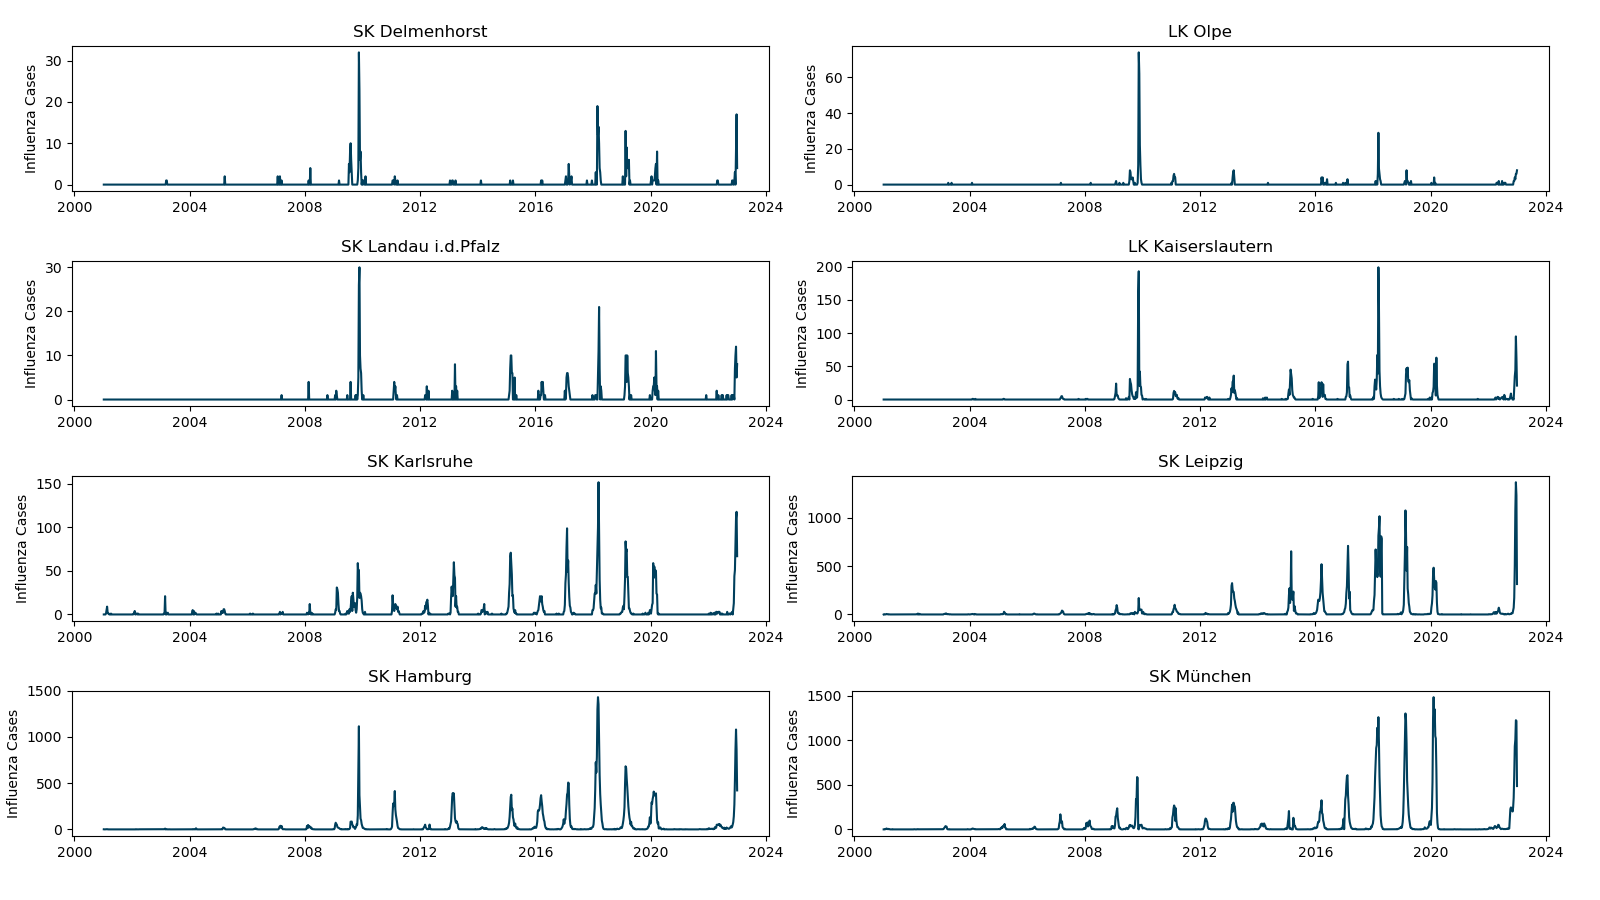 SK Delmenhorst
Influenza Cases
30
20
10
0
2000 2004 2008 2012 2016 2020 2024
LK Olpe
Influenza Cases
60
40
20
0
2000 2004 2008 2012 2016 2020 2024
SK Landau i.d.Pfalz
Influenza Cases
30
20
10
0
2000 2004 2008 2012 2016 2020 2024
LK Kaiserslautern
Influenza Cases
200
150
100
50
0
2000 2004 2008 2012 2016 2020 2024
SK Karlsruhe
Influenza Cases
150
100
50
0
2000 2004 2008 2012 2016 2020 2024
SK Leipzig
Influenza Cases
1000
500
0
2000 2004 2008 2012 2016 2020 2024
SK Hamburg
Influenza Cases
1500
1000
500
0
2000 2004 2008 2012 2016 2020 2024
SK München
Influenza Cases
1500
1000
500
0
2000 2004 2008 2012 2016 2020 2024